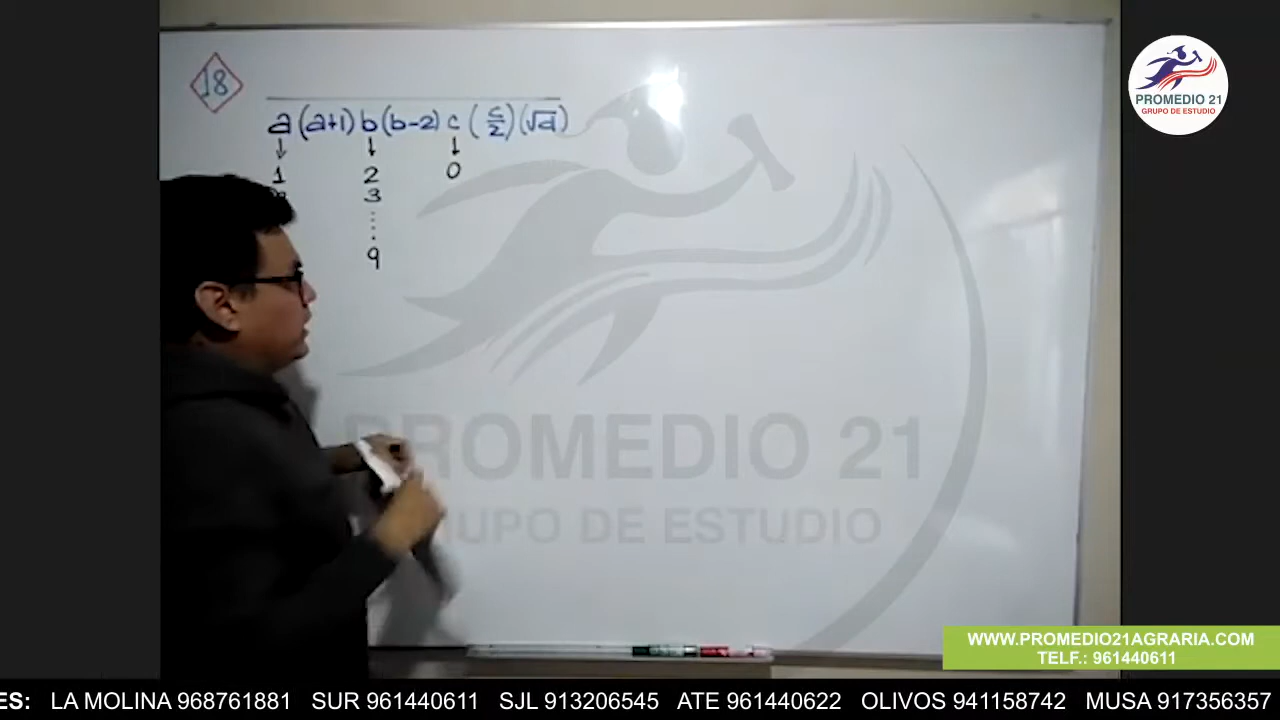 18
a(a+1)b(b-2)c(c/2)(√a)
↓ ↓ ↓
1 2 0
3
⋮
9
PROMEDIO 21
GRUPO DE ESTUDIO
PROMEDIO 21
GRUPO DE ESTUDIO
WWW.PROMEDIO21AGRARIA.COM
TELF.: 961440611
ES: LA MOLINA 968761881 SUR 961440611 SJL 913206545 ATE 961440622 OLIVOS 941158742 MUSA 917356357